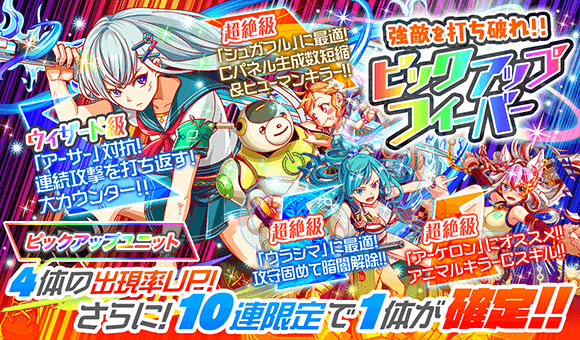 強敵を打ち破れ!!
ピックアップ
フィーバー
超絶級
「シュガフル」に最適!
Cパネル生成数短縮
&ヒューマンキラー!!
ウィザード級
「アーサー」対抗!
連続攻撃を打ち返す!
大カウンター!!
超絶級
「ウラシマ」に最適!
攻守固めて暗闇解除!!
超絶級
「アーケロン」にオススメ!!
アニマルキラーCスキル!!
ピックアップユニット
4体の出現率UP!
さらに!10連限定で1体が確定!!